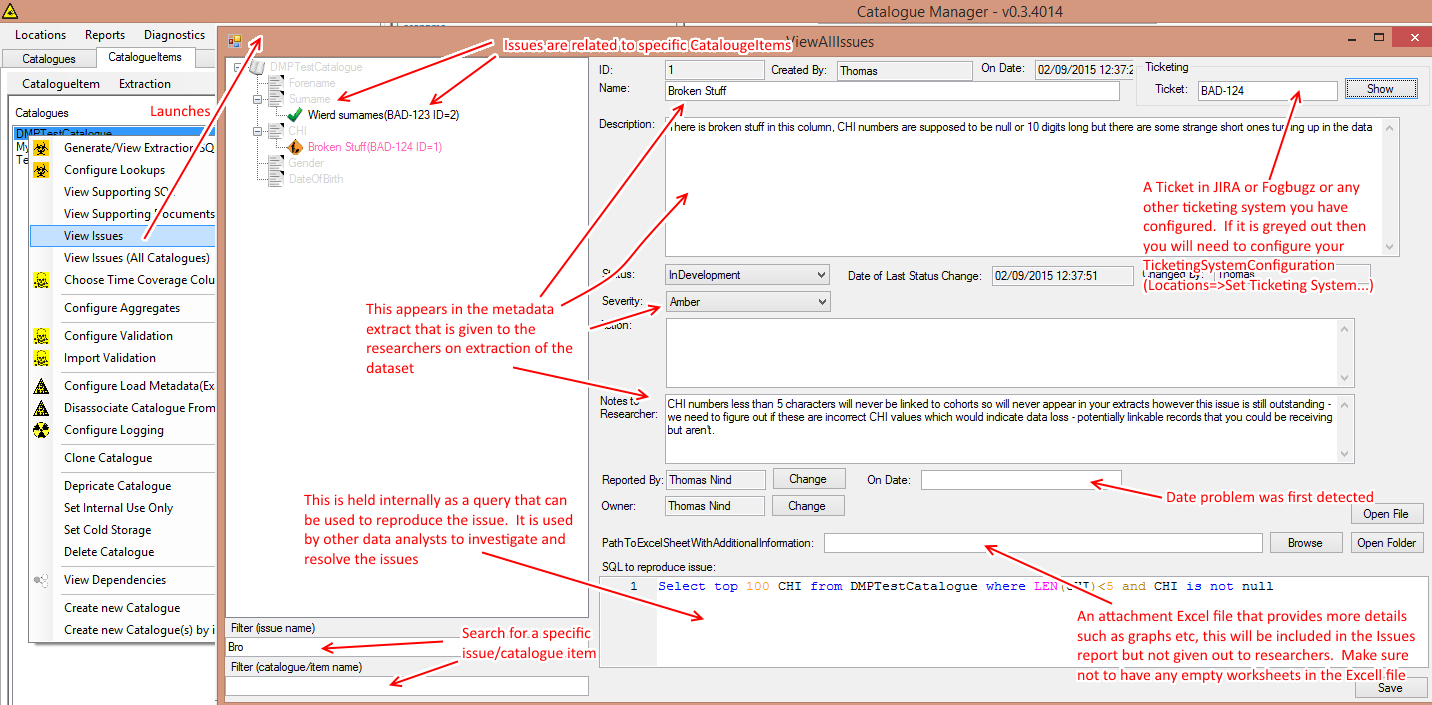 Catalogue Manager - v0.3.4014
Locations Reports Diagnostics
Catalogues CatalogueItems
CatalogueItem Extraction
Launches
Catalogues
DMPTestCatalogue
My
Te
Generate/View Extraction SQ
Configure Lookups
View Supporting SQ
View Supporting Documents
View Issues
View Issues (All Catalogues)
Choose Time Coverage Colu
Configure Aggregates
Configure Validation
Import Validation
Configure Load Metadata(Ex
Disassociate Catalogue From
Configure Logging
Clone Catalogue
Depricate Catalogue
Set Internal Use Only
Set Cold Storage
Delete Catalogue
View Dependencies
Create new Catalogue
Create new Catalogue(s) by i
ViewAllIssues
Issues are related to specific CatalougeItems
DMPTestCatalogue
Forename
Surname
Wierd surnames(BAD-123 ID=2)
CHI
Broken Stuff(BAD-124 ID=1)
Gender
DateOfBirth
This appears in the metadata
extract that is given to the
researchers on extraction of the
dataset
This is held internally as a query that can
be used to reproduce the issue. It is used
by other data analysts to investigate and
resolve the issues
Filter (issue name)
Bro
Filter (catalogue/item name)
Search for a specific
issue/catalogue item
ID: 1 Created By: Thomas On Date: 02/09/2015 12:37:2
Name: Broken Stuff
Ticketing
Ticket: BAD-124 Show
Description: There is broken stuff in this column, CHI numbers are supposed to be null or 10 digits long but there are some strange short ones turning up in the data
A Ticket in JIRA or Fogbugz or any
other ticketing system you have
configured. If it is greyed out then
you will need to configure your
TicketingSystemConfiguration
(Locations=>Set Ticketing System...)
Status: InDevelopment Date of Last Status Change: 02/09/2015 12:37:51 Changed By: Thomas
Severity: Amber
Action:
Notes to
Researcher:
CHI numbers less than 5 characters will never be linked to cohorts so will never appear in your extracts however this issue is still outstanding -
we need to figure out if these are incorrect CHI values which would indicate data loss - potentially linkable records that you could be receiving
but aren't.
Reported By: Thomas Nind Change On Date:
Date problem was first detected
Owner: Thomas Nind Change
Open File
PathToExcelSheetWithAdditionalInformation: Browse Open Folder
SQL to reproduce issue:
1 Select top 100 CHI from DMPTestCatalogue where LEN(CHI)<5 and CHI is not null
An attachment Excel file that provides more details
such as graphs etc, this will be included in the Issues
report but not given out to researchers. Make sure
not to have any empty worksheets in the Excell file
Save